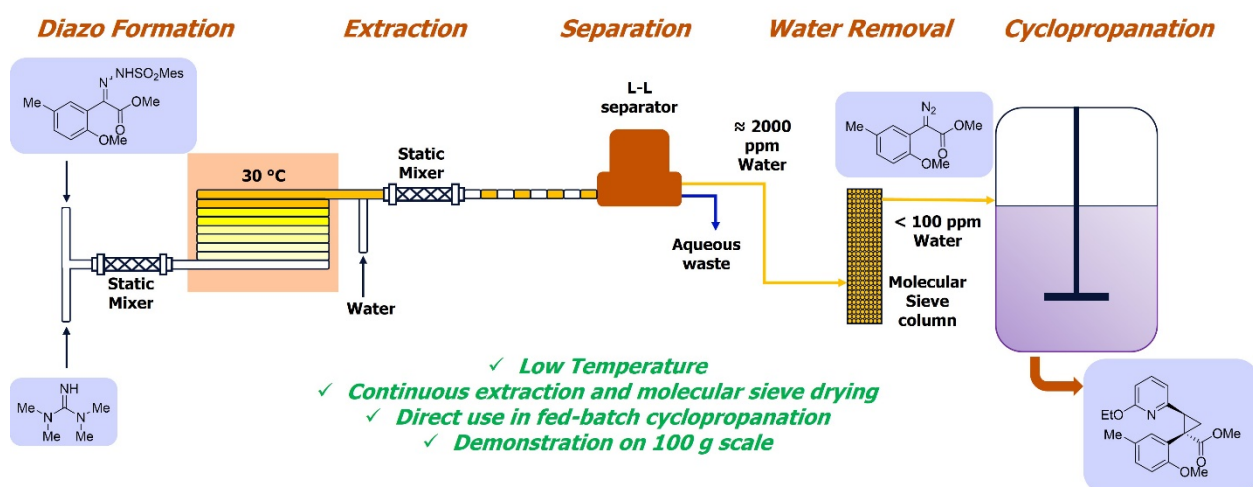 Diazo Formation
Extraction
Separation
Water Removal
Cyclopropanation
N
NHSO2Mes
Me
OMe
O
OMe
30 °C
Static
Mixer
Static
Mixer
Water
L-L
separator
≈ 2000
ppm
Water
Aqueous
waste
N2
Me
OMe
O
OMe
< 100 ppm
Water
Molecular
Sieve
column
NH
Me
N
N
Me
Me
Me
✓ Low Temperature
✓ Continuous extraction and molecular sieve drying
✓ Direct use in fed-batch cyclopropanation
✓ Demonstration on 100 g scale
EtO
N
Me
OMe
O
OMe